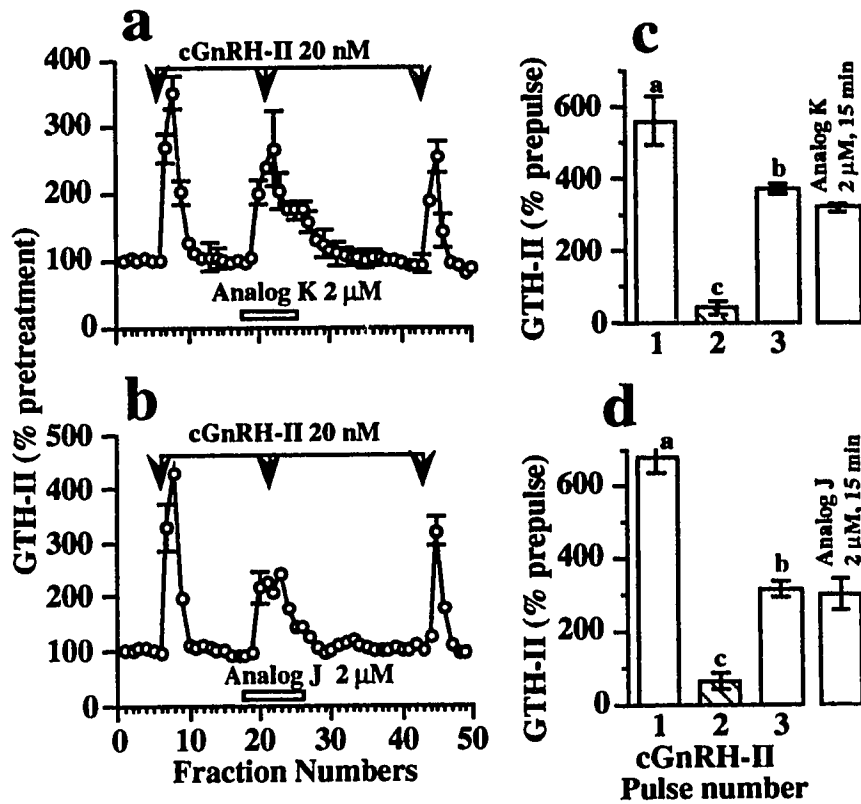 a
cGnRH-II 20 nM
400
300
200
100
0
Analog K 2 µM
GTH-II (% pretreatment)
b
cGnRH-II 20 nM
500
400
300
200
100
0
Analog J 2 µM
0 10 20 30 40 50
Fraction Numbers
c
GTH-II (% prepulse)
600
400
200
0
a
c
b
Analog K
2 µM, 15 min
1 2 3
d
GTH-II (% prepulse)
600
400
200
0
a
c
b
Analog J
2 µM, 15 min
1 2 3
cGnRH-II
Pulse number